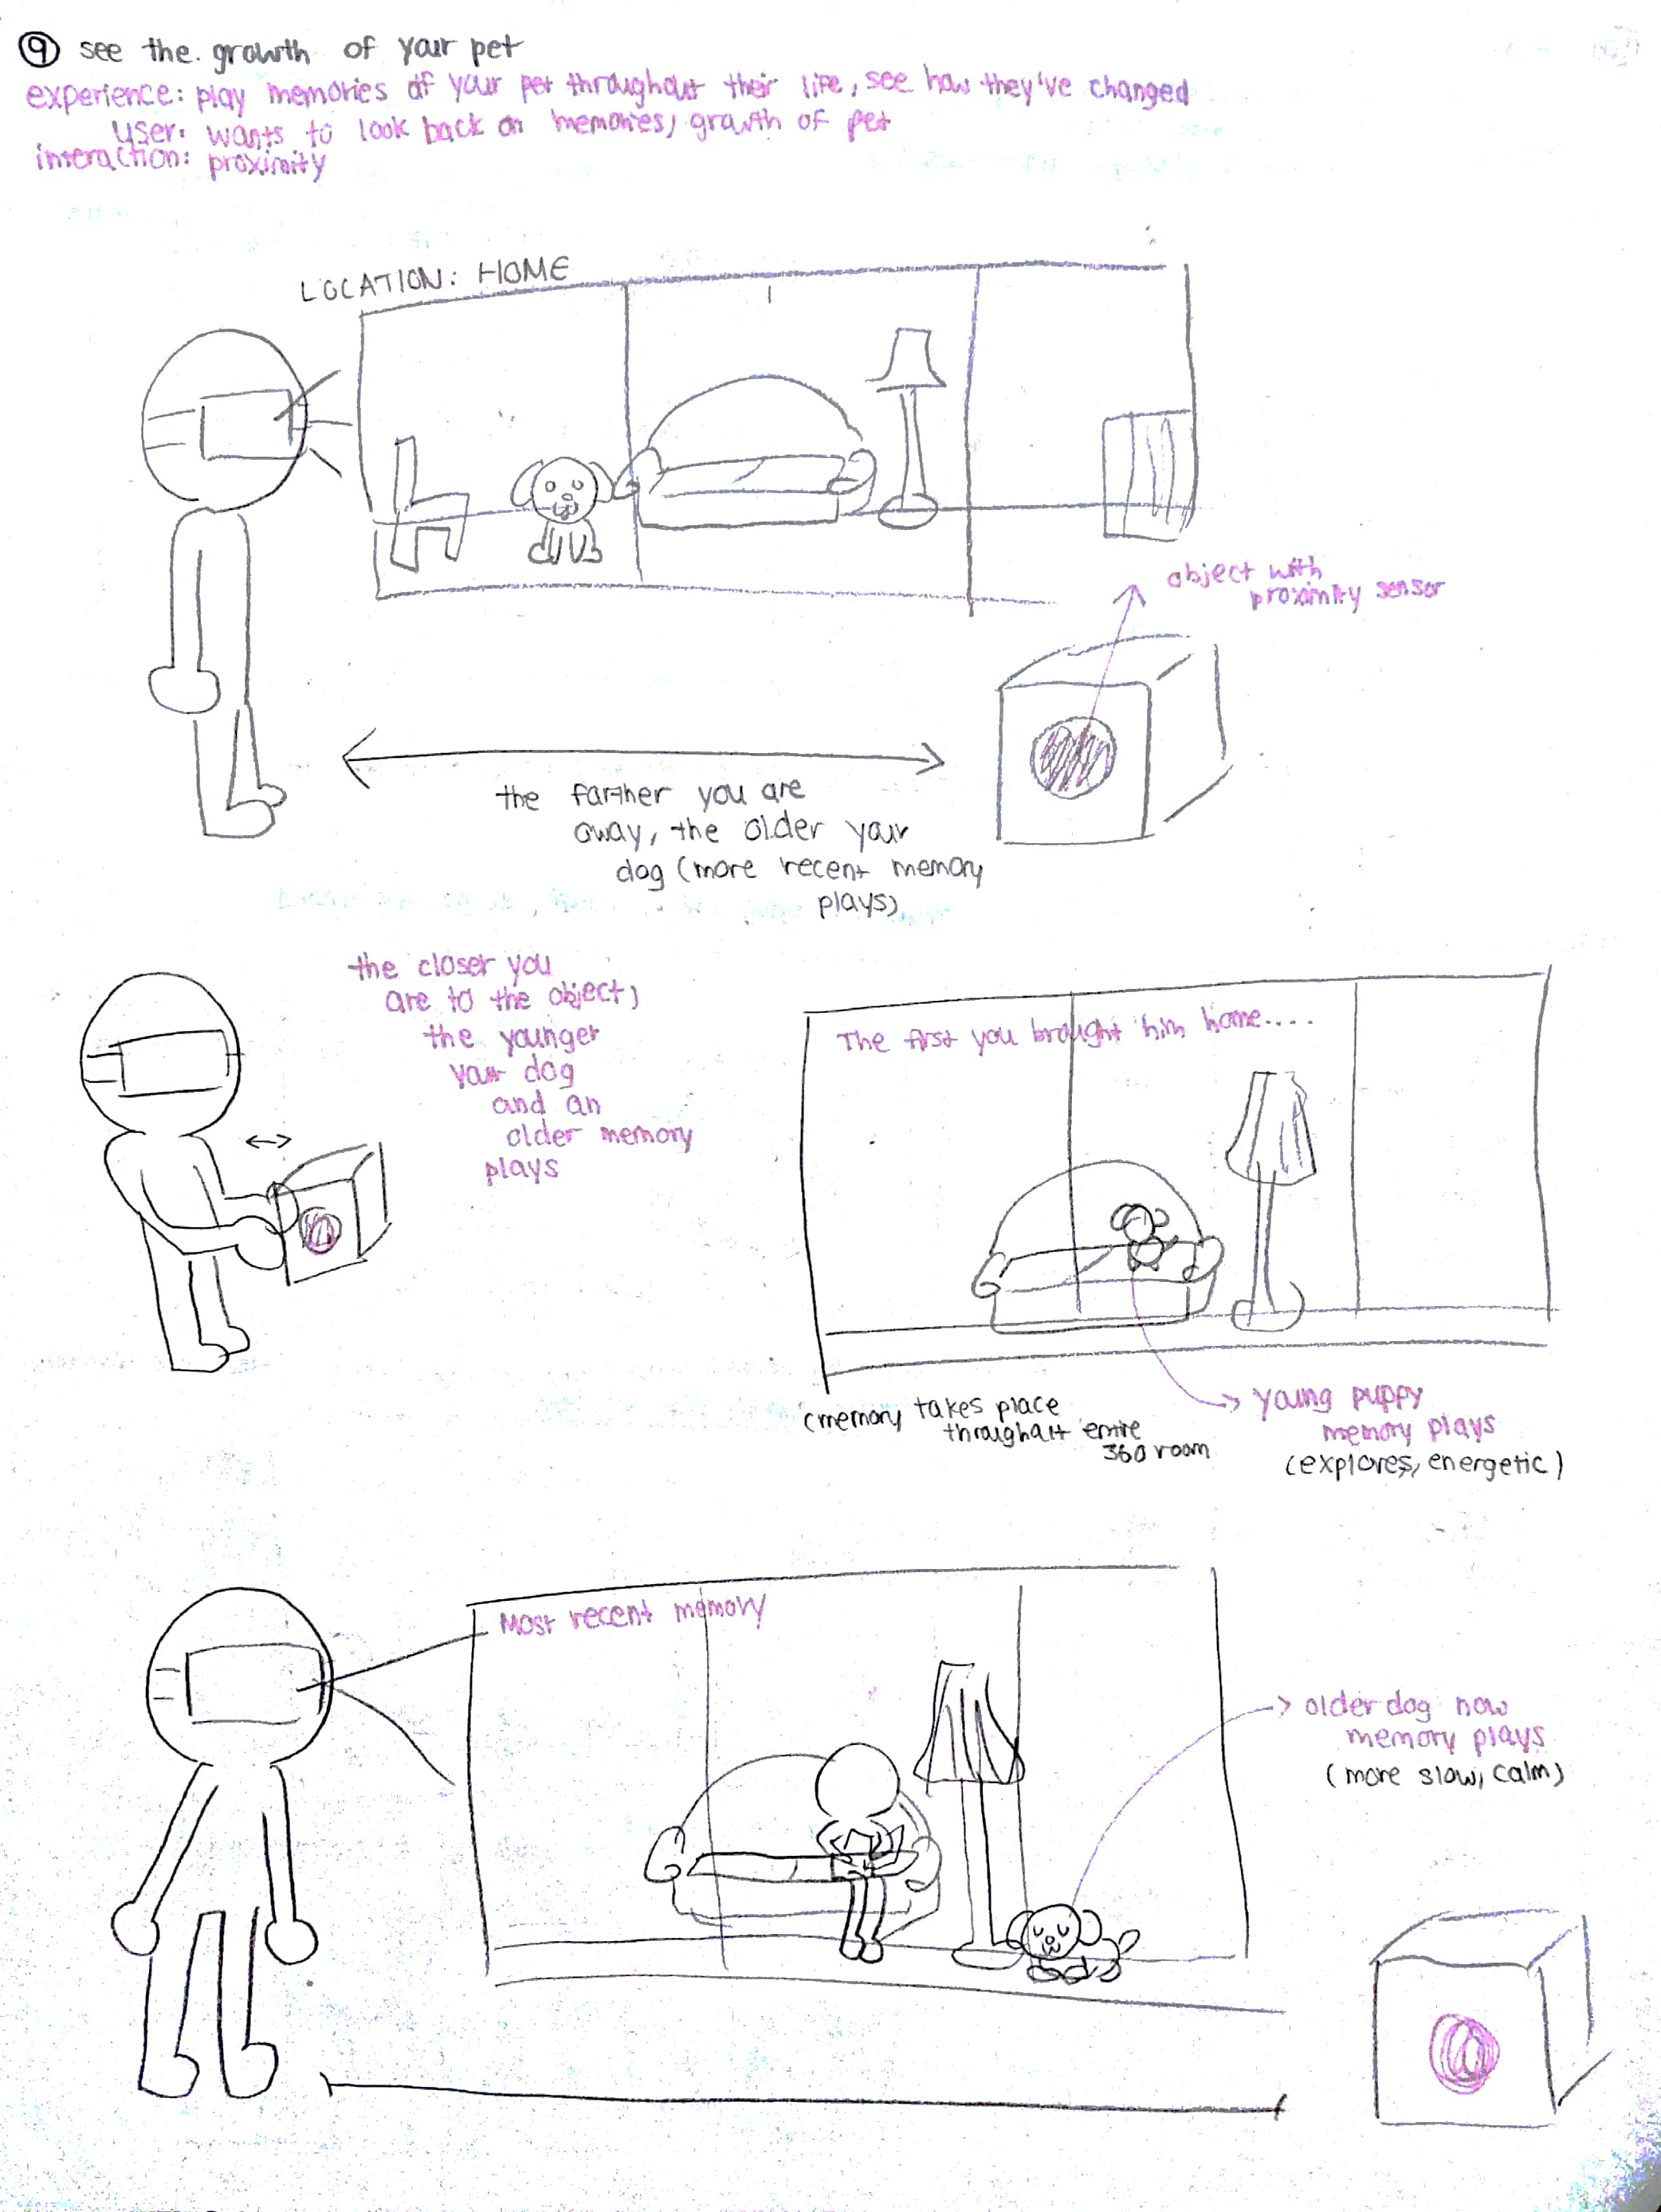 9 see the growth of your pet
experience: play memories of your pet throughout their life, see how they've changed
user: wants to look back on memories, growth of pet
interaction: proximity
LOCATION: HOME
object with
proximity sensor
the farther you are
away, the older your
dog (more recent memory
plays)
the closer you
are to the object,
the younger
your dog
and an
older memory
plays
The first you brought him home.....
(memory takes place
throughout entire
360 room
young puppy
memory plays
(explores, energetic)
Most recent memory
older dog now
memory plays
(more slow, calm)